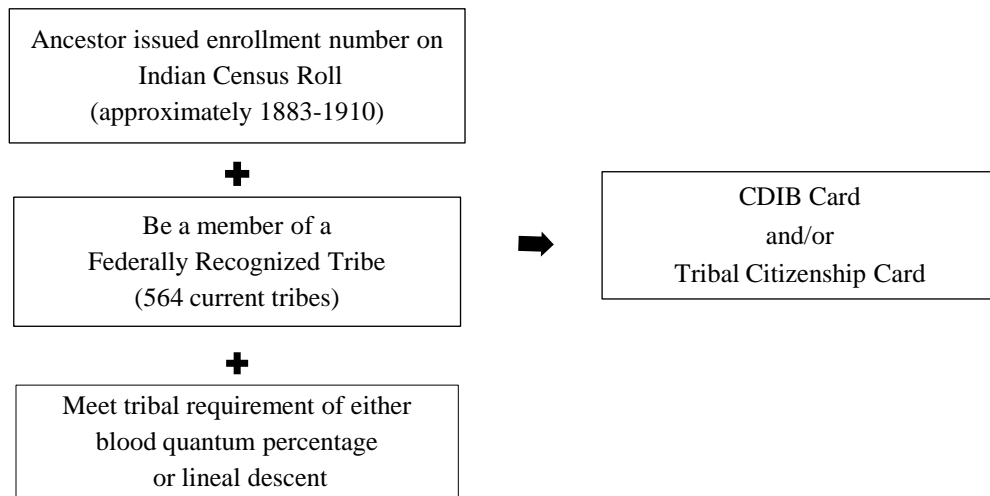 Ancestor issued enrollment number on
Indian Census Roll
(approximately 1883-1910)
Be a member of a
Federally Recognized Tribe
(564 current tribes)
CDIB Card
and/or
Tribal Citizenship Card
Meet tribal requirement of either
blood quantum percentage
or lineal descent